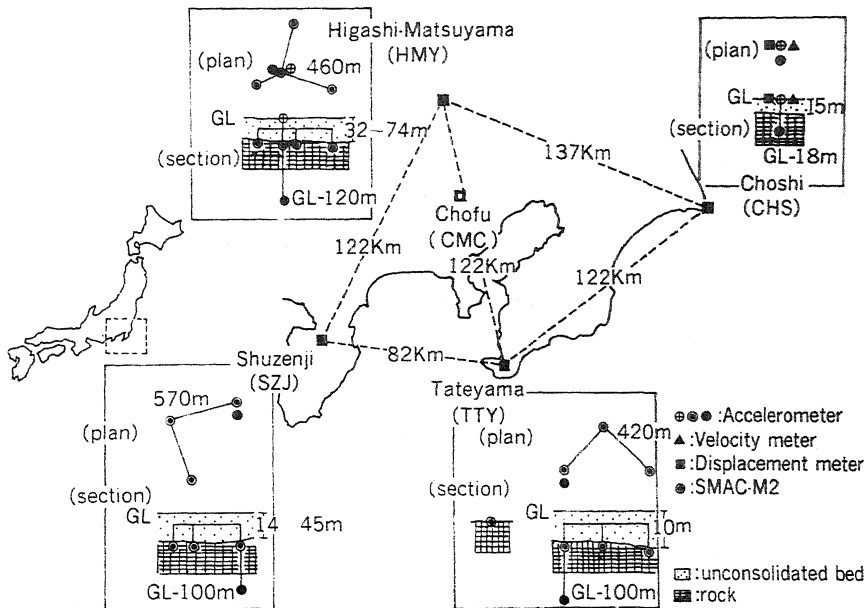 Higashi-Matsuyama
(HMY)
(plan)
460m
GL
32~74m
(section)
GL-120m
(plan)
GL
15m
(section)
GL-18m
Choshi
(CHS)
137Km
Chofu
(CMC)
122Km
122Km
122Km
82Km
Shuzenji
(SZJ)
570m
(plan)
(section)
GL
14 45m
GL-100m
Tateyama
(TTY)
(plan)
420m
(section)
GL
10m
GL-100m
:Accelerometer
:Velocity meter
:Displacement meter
:SMAC-M2
:unconsolidated bed
:rock